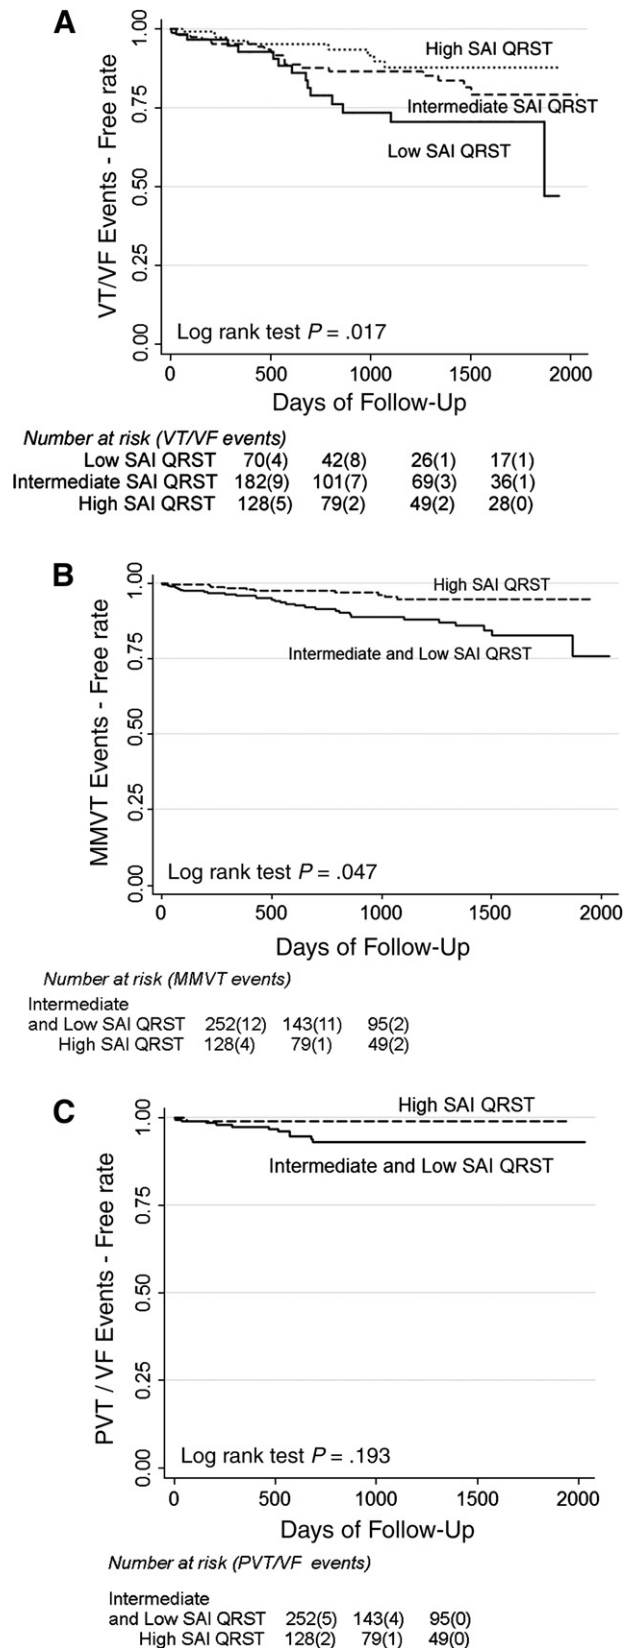 A
1.00
0.75
0.50
0.25
0.00
VT/VF Events - Free rate
High SAI QRST
Intermediate SAI QRST
Low SAI QRST
Log rank test P = .017
0 500 1000 1500 2000
Days of Follow-Up
Number at risk (VT/VF events)
Low SAI QRST 70(4) 42(8) 26(1) 17(1)
Intermediate SAI QRST 182(9) 101(7) 69(3) 36(1)
High SAI QRST 128(5) 79(2) 49(2) 28(0)
B
1.00
0.75
0.50
0.25
0.00
MMVT Events - Free rate
High SAI QRST
Intermediate and Low SAI QRST
Log rank test P = .047
0 500 1000 1500 2000
Days of Follow-Up
Number at risk (MMVT events)
Intermediate
and Low SAI QRST 252(12) 143(11) 95(2)
High SAI QRST 128(4) 79(1) 49(2)
C
1.00
0.75
0.50
0.25
0.00
PVT / VF Events - Free rate
High SAI QRST
Intermediate and Low SAI QRST
Log rank test P = .193
0 500 1000 1500 2000
Days of Follow-Up
Number at risk (PVT/VF events)
Intermediate
and Low SAI QRST 252(5) 143(4) 95(0)
High SAI QRST 128(2) 79(1) 49(0)